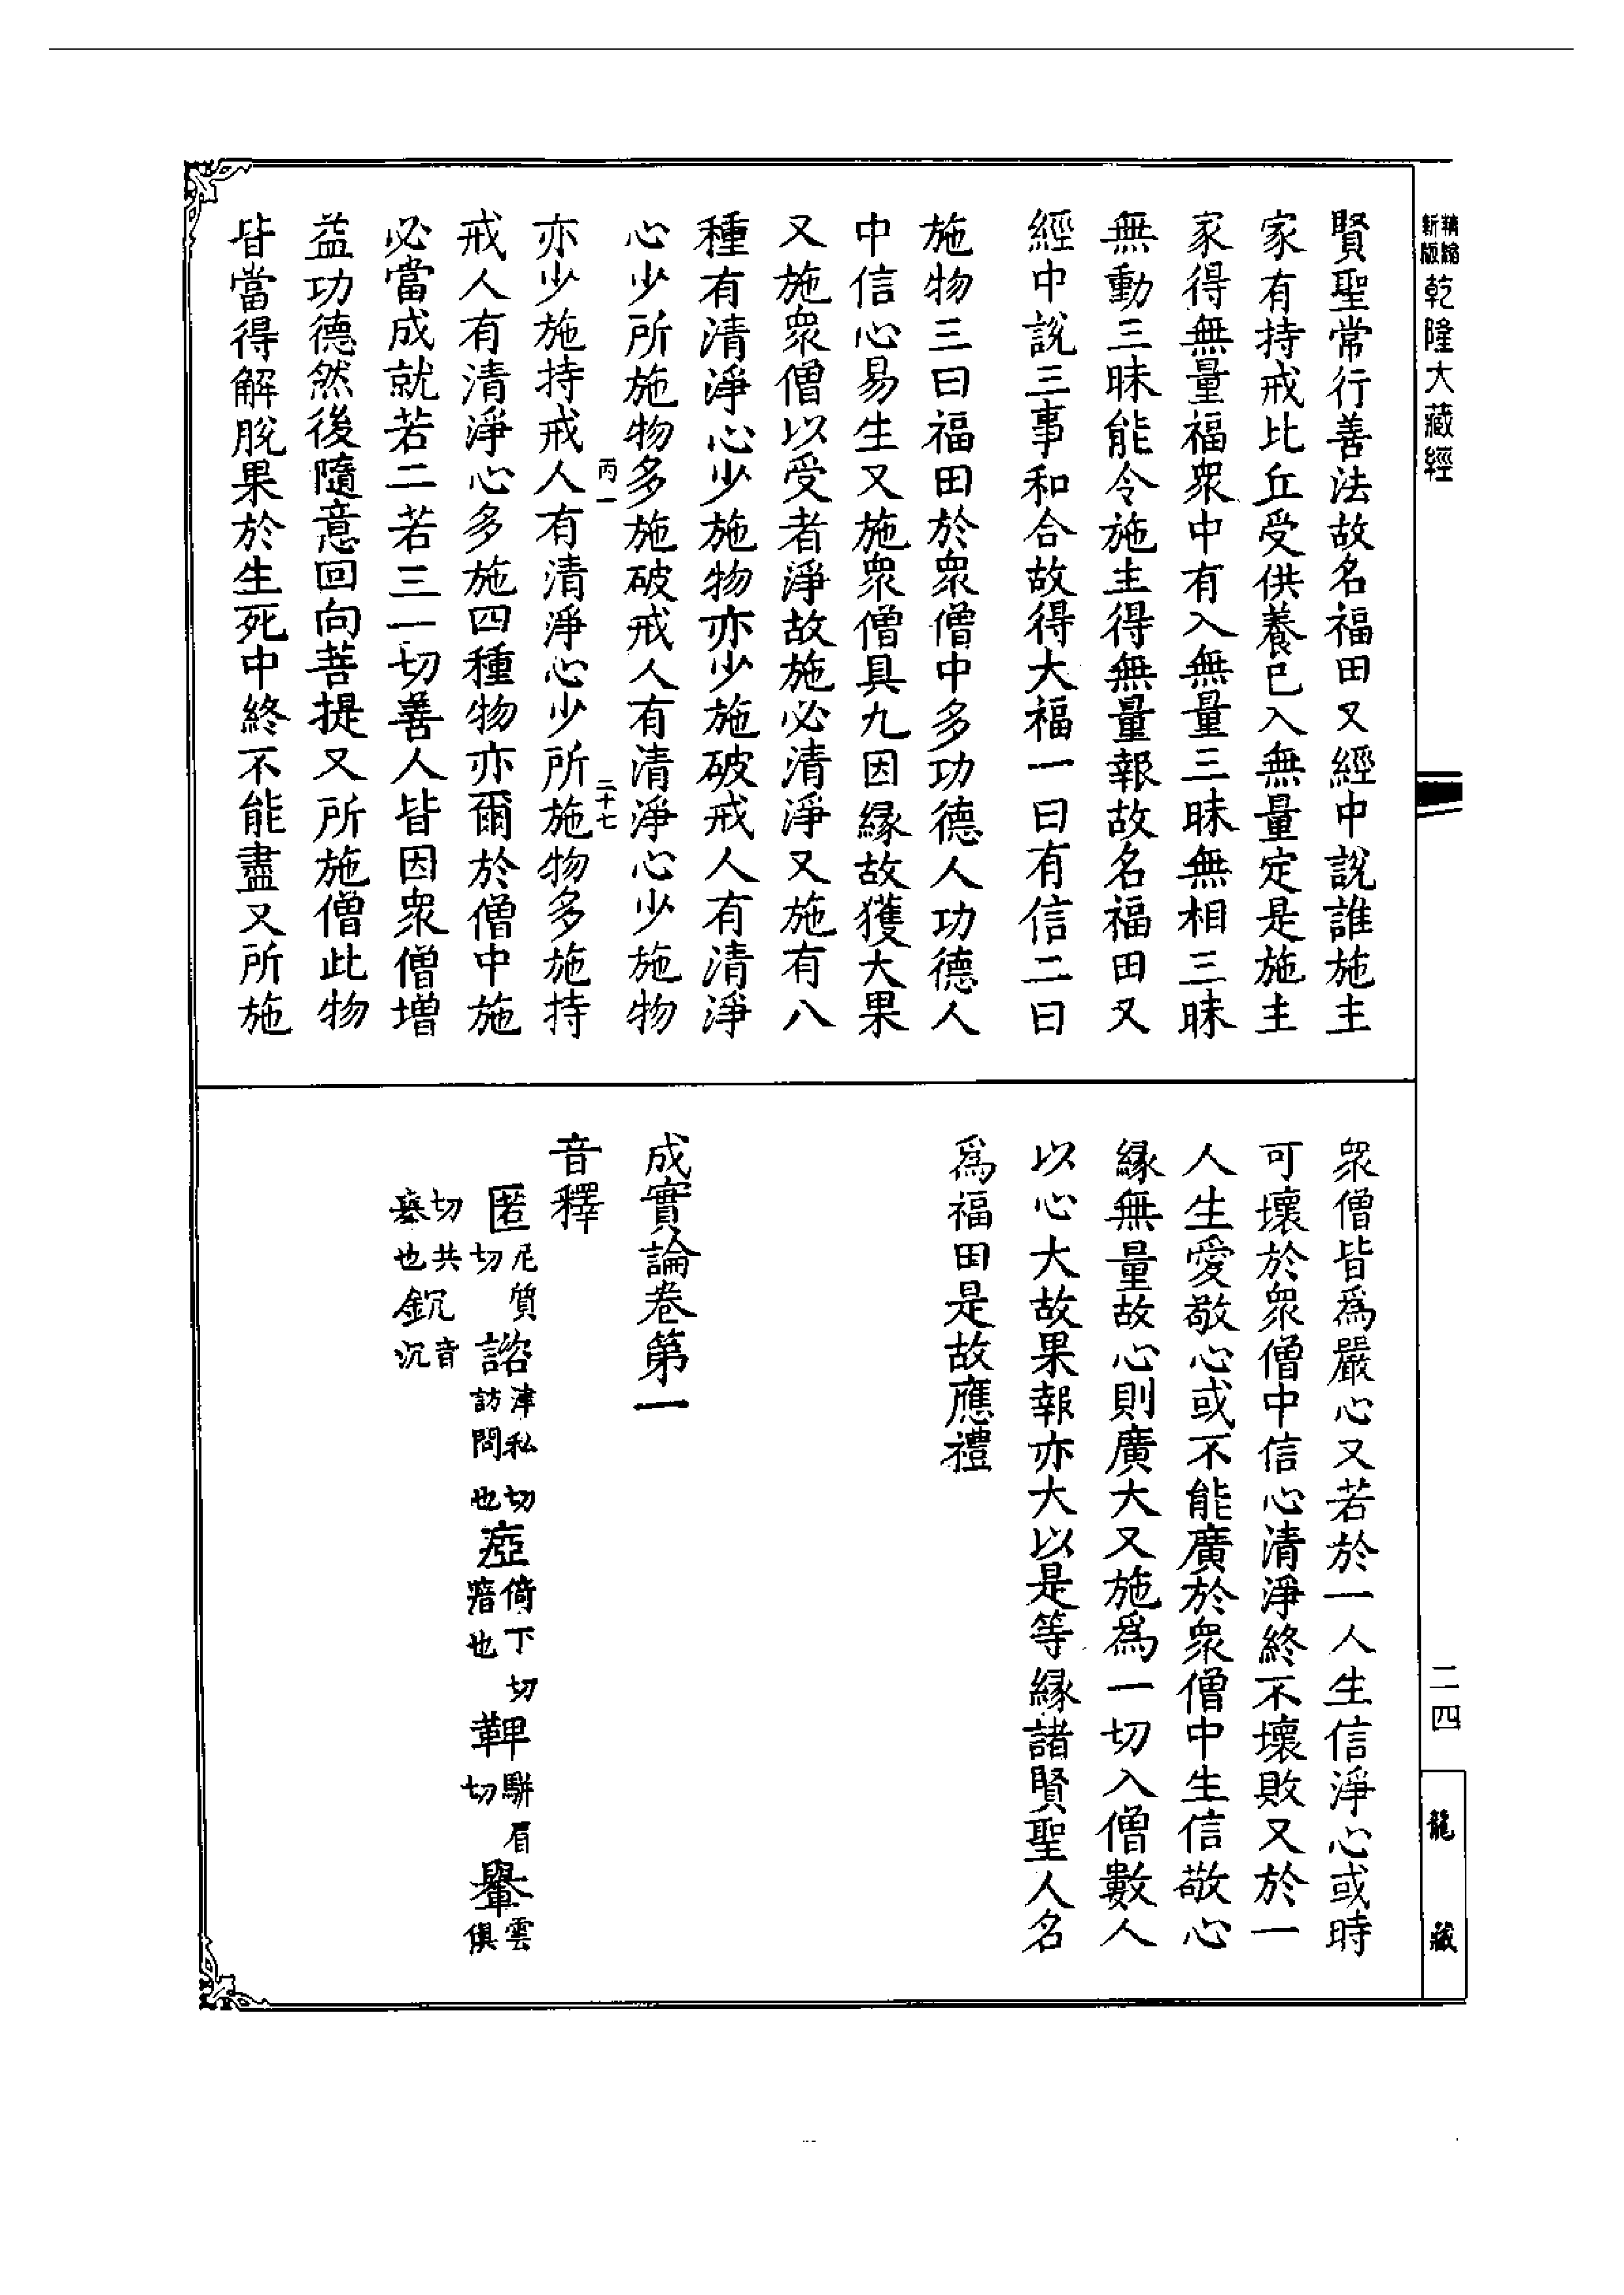 新版精縮乾隆大藏經
賢聖常行善法故名福田又經中說誰施主
家有持戒比丘受供養已入無量定是施主
家得無量福衆中有入無量三昧無相三昧
無動三昧能令施主得無量報故名福田又
經中說三事和合故得大福一曰有信二曰
施物三曰福田於衆僧中多功德人功德人
中信心易生又施衆僧具九因緣故獲大果
又施衆僧以受者淨故施必清淨又施有八
種有清淨心少施物亦少施破戒人有清淨
心少所施物多施破戒人有清淨心少施物
丙一
二十七
亦少施持戒人有清淨心少所施物多施持
戒人有清淨心多施四種物亦爾於僧中施
必當成就若二若三一切善人皆因衆僧增
益功德然後隨意回向菩提又所施僧此物
皆當得解脫果於生死中終不能盡又所施
衆僧皆爲嚴心又若於一人生信淨心或時
可壞於衆僧中信心清淨終不壞敗又於一
人生愛敬心或不能廣於衆僧中生信敬心
緣無量故心則廣大又施爲一切入僧數人
以心大故果報亦大以是等緣諸賢聖人名
爲福田是故應禮
成實論卷第一
音釋
匿尼質切諮津私切訪問也瘂倚下切瘖也鞞駢眉切轝雲俱
切共㙇也鈂音沉
二四
龍藏